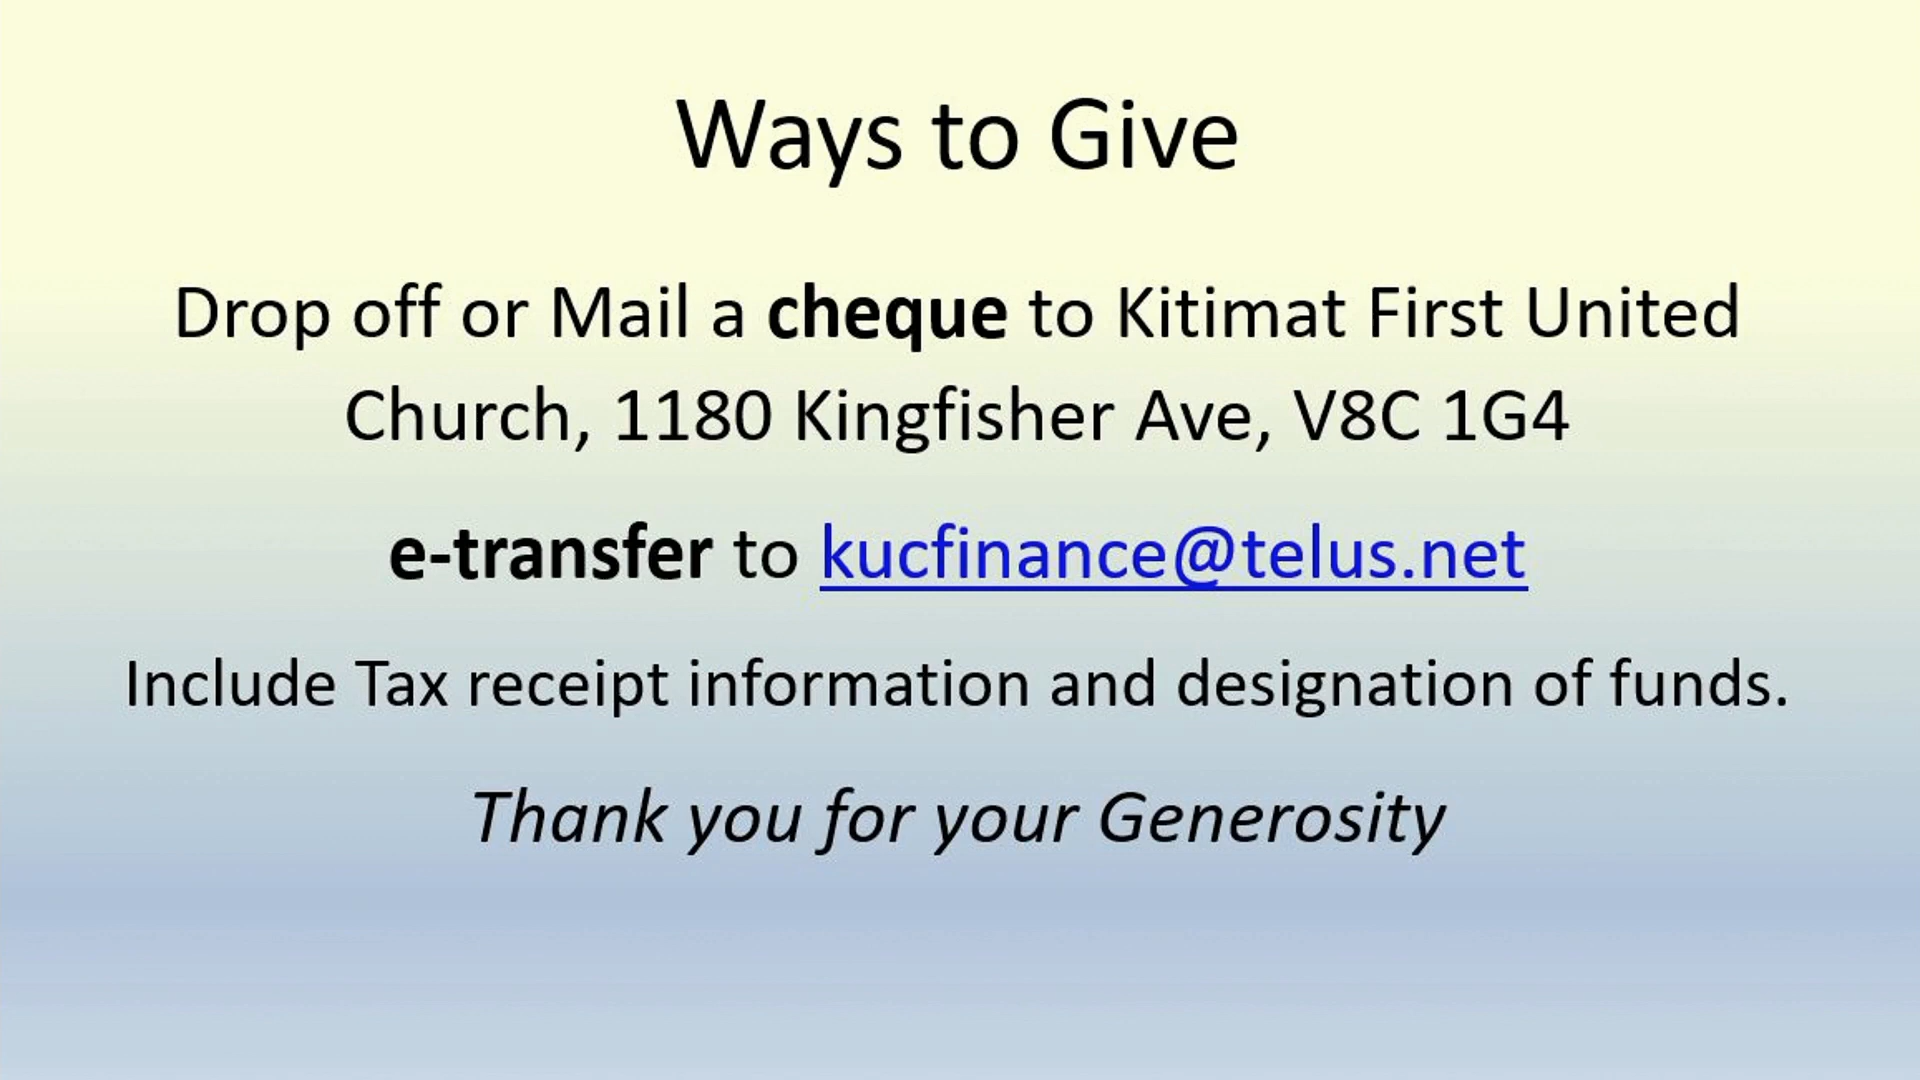 Ways to Give
Drop off or Mail a cheque to Kitimat First United
Church, 1180 Kingfisher Ave, V8C 1G4
e-transfer to kucfinance@telus.net
Include Tax receipt information and designation of funds.
Thank you for your Generosity